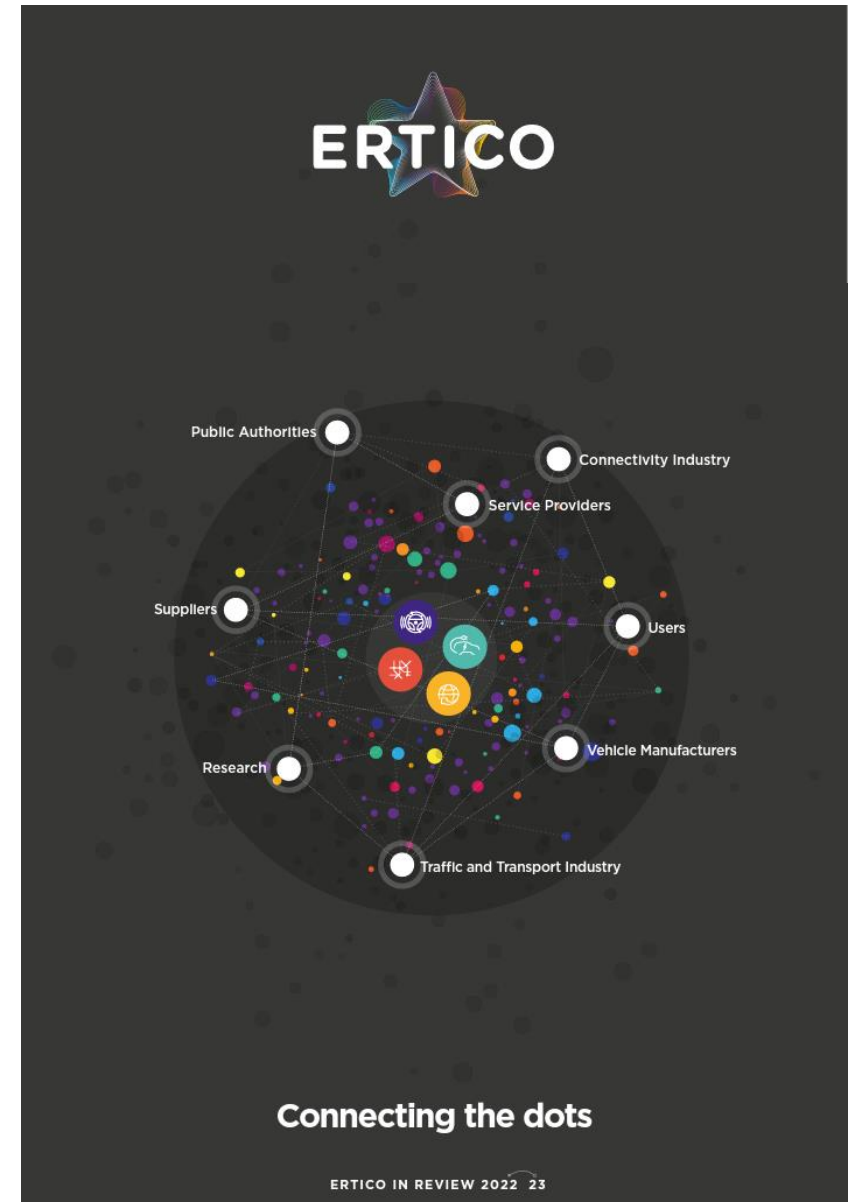 ERTICO
Public Authorities
Connectivity Industry
Service Providers
Suppliers
Users
Vehicle Manufacturers
Research
Traffic and Transport Industry
Connecting the dots
ERTICO IN REVIEW 2022 23